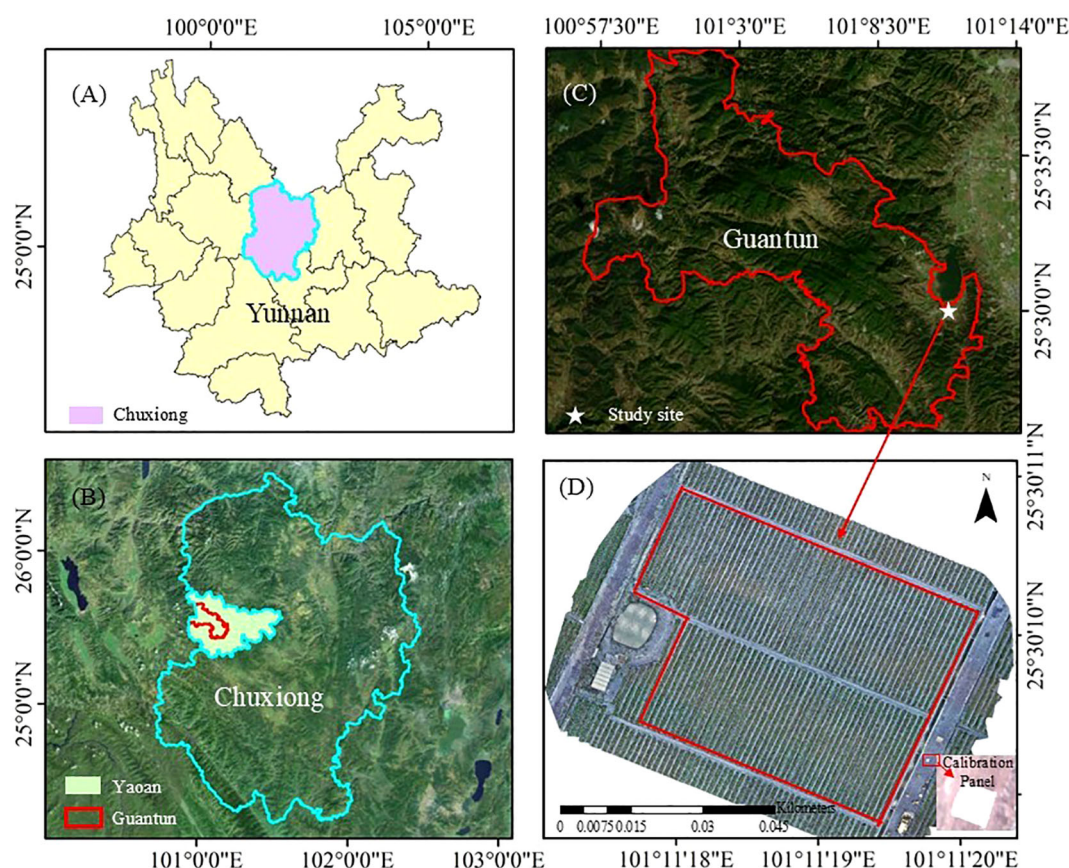 100°0'0"E 105°0'0"E
100°57'30"E 101°3'0"E 101°8'30"E 101°14'0"E
(A)
25°0'0"N
Yunnan
Chuxiong
(C)
Guantun
Study site
25°35'30"N
25°30'0"N
(B)
26°0'0"N
25°0'0"N
Chuxiong
Yaoan
Guantun
101°0'0"E 102°0'0"E 103°0'0"E
(D)
N
25°30'11"N
25°30'10"N
Calibration
Panel
Kilometers
0 0.0075 0.015 0.03 0.045
101°11'18"E 101°11'19"E 101°11'20"E